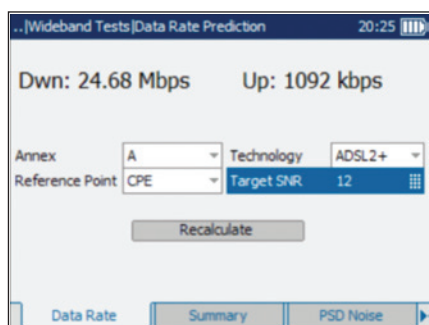 ..|Wideband Tests|Data Rate Prediction 20:25
Dwn: 24.68 Mbps Up: 1092 kbps
Annex A Technology ADSL2+
Reference Point CPE Target SNR 12
Recalculate
Data Rate Summary PSD Noise